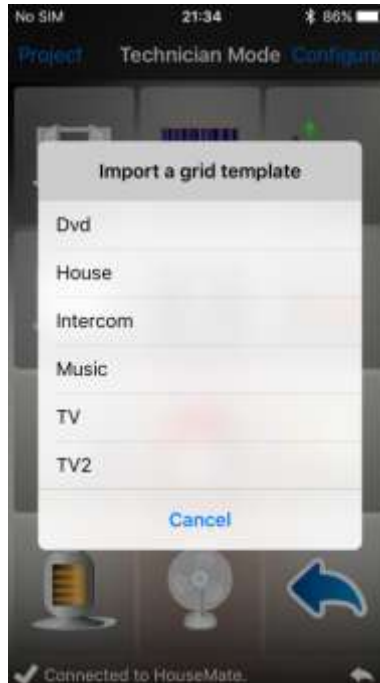 No SIM 21:34 86%
Project Technician Mode Configure
Import a grid template
Dvd
House
Intercom
Music
TV
TV2
Cancel
Connected to HouseMate.